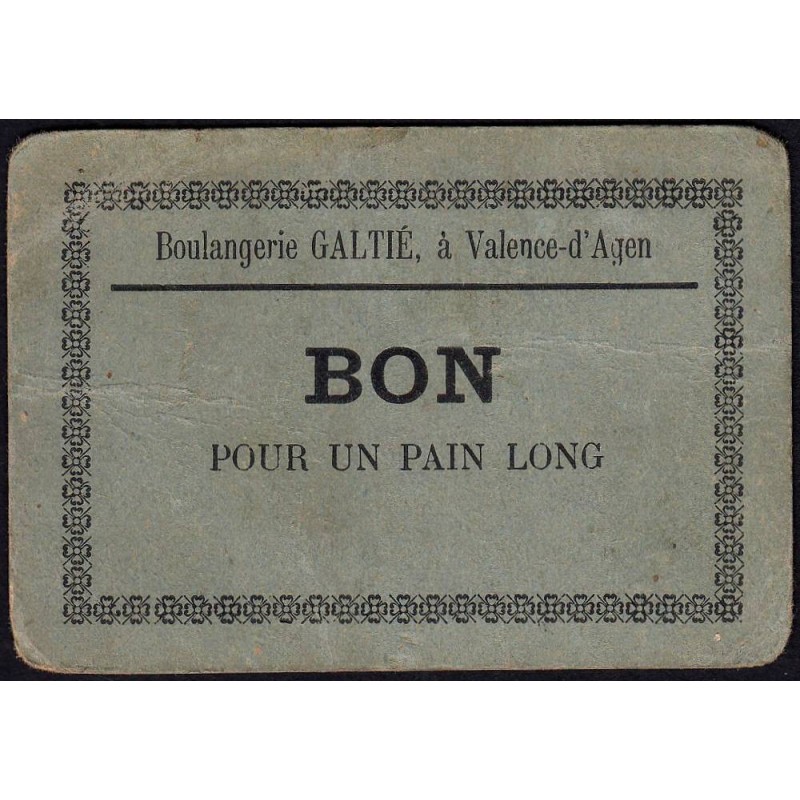 Boulangerie GALTIÉ, à Valence-d'Agen
BON
POUR UN PAIN LONG